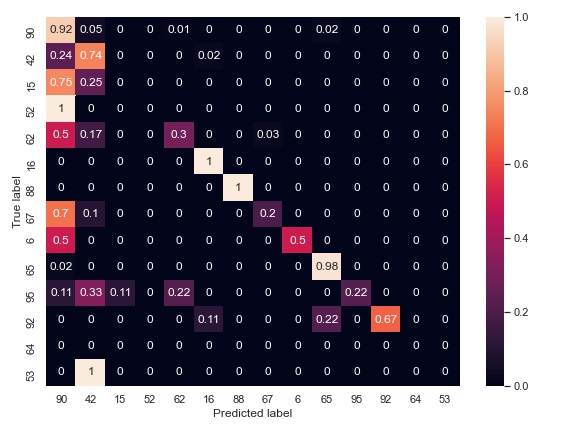 90 0.92 0.05 0 0 0.01 0 0 0 0 0.02 0 0 0 0
42 0.24 0.74 0 0 0 0.02 0 0 0 0 0 0 0 0
15 0.75 0.25 0 0 0 0 0 0 0 0 0 0 0 0
52 1 0 0 0 0 0 0 0 0 0 0 0 0 0
62 0.5 0.17 0 0 0.3 0 0 0.03 0 0 0 0 0 0
16 0 0 0 0 0 1 0 0 0 0 0 0 0 0
88 0 0 0 0 0 0 1 0 0 0 0 0 0 0
67 0.7 0.1 0 0 0 0 0 0.2 0 0 0 0 0 0
6 0.5 0 0 0 0 0 0 0 0.5 0 0 0 0 0
65 0.02 0 0 0 0 0 0 0 0 0.98 0 0 0 0
95 0.11 0.33 0.11 0 0.22 0 0 0 0 0 0.22 0 0 0
92 0 0 0 0 0 0.11 0 0 0 0.22 0 0.67 0 0
64 0 0 0 0 0 0 0 0 0 0 0 0 0 0
53 0 1 0 0 0 0 0 0 0 0 0 0 0 0
90 42 15 52 62 16 88 67 6 65 95 92 64 53
Predicted label
True label
1.0
0.8
0.6
0.4
0.2
0.0